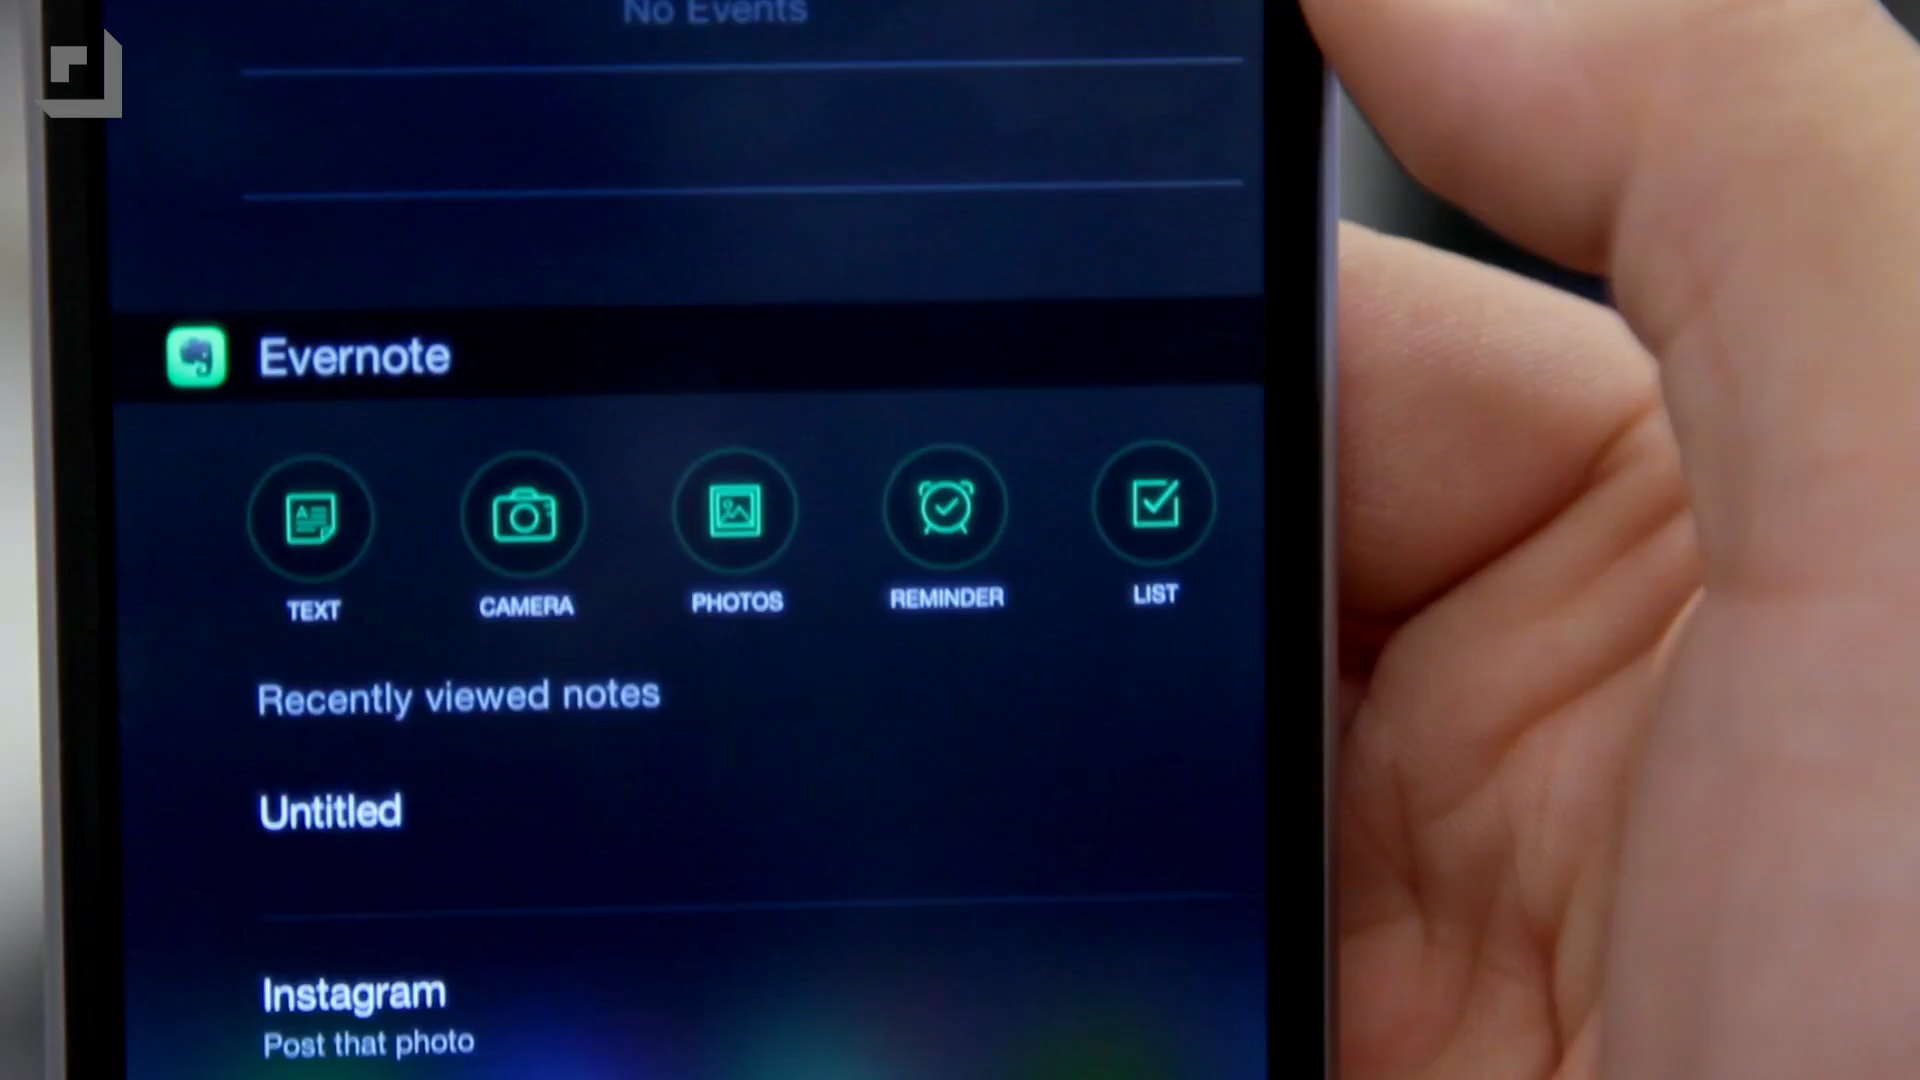 No Events
Evernote
TEXT CAMERA PHOTOS REMINDER LIST
Recently viewed notes
Untitled
Instagram
Post that photo